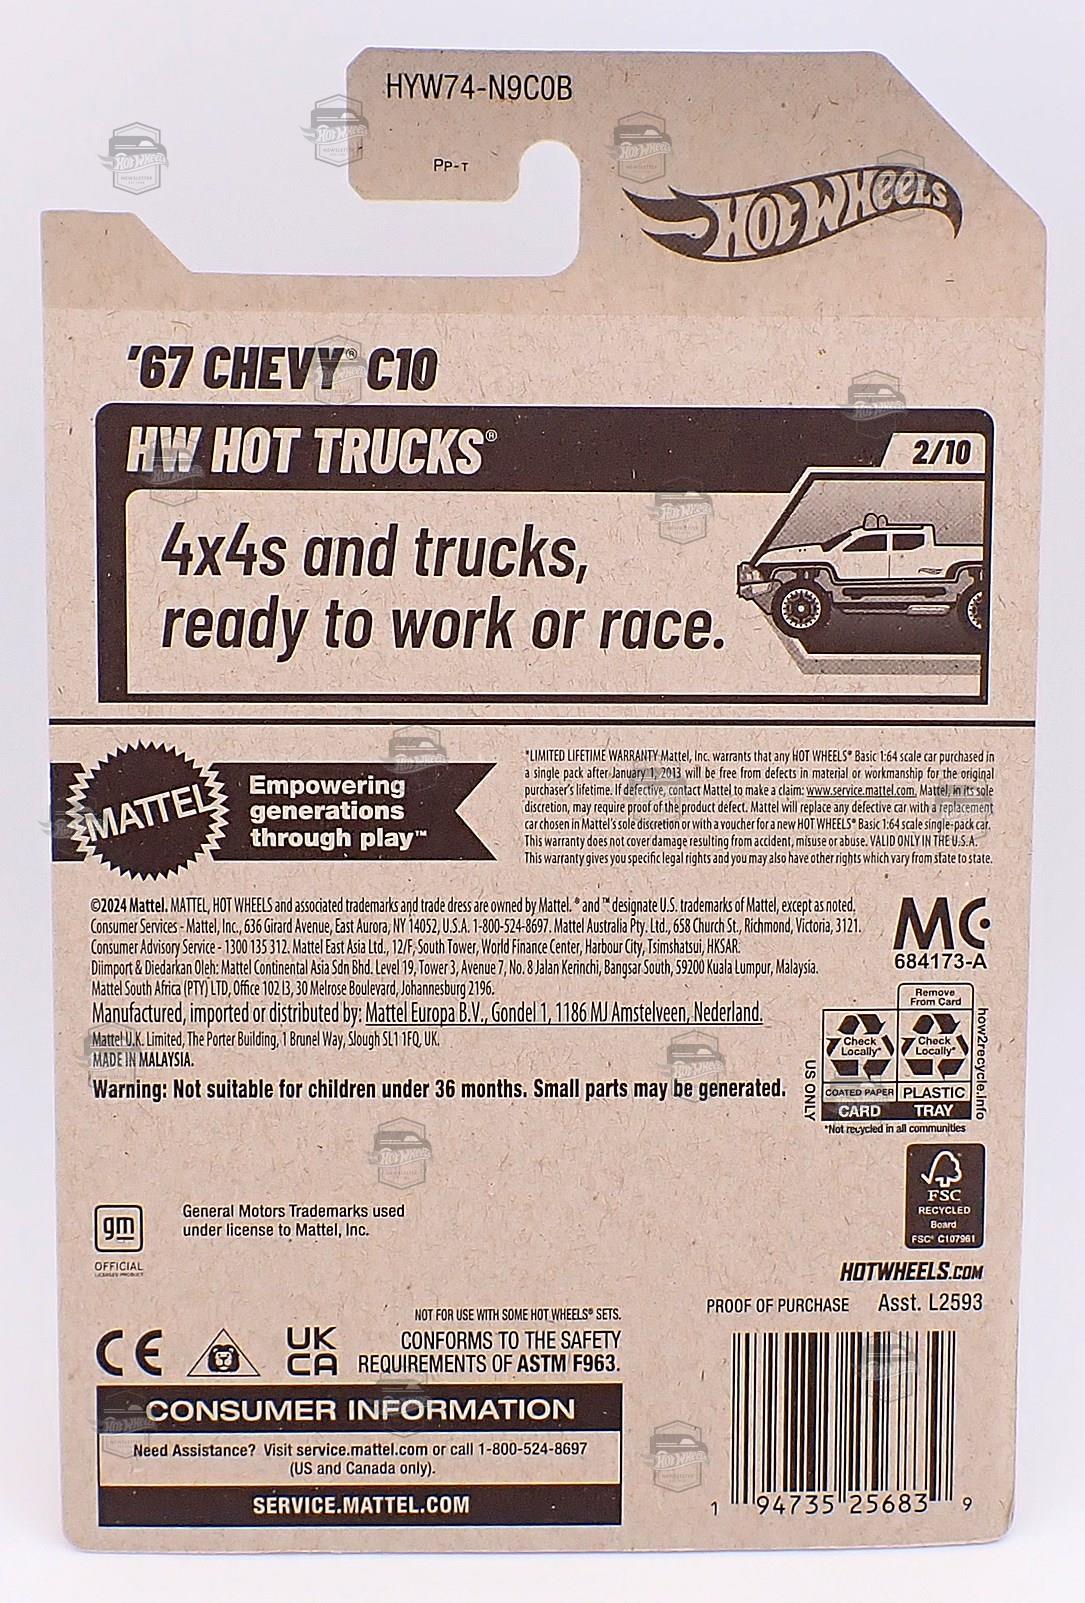 HYW74-N9C0B
PP-T
HOT WHEELS
'67 CHEVY® C10
HW HOT TRUCKS®
2/10
4x4s and trucks,
ready to work or race.
MATTEL
Empowering
generations
through play™
*LIMITED LIFETIME WARRANTY Mattel, Inc. warrants that any HOT WHEELS® Basic 1:64 scale car purchased in
a single pack after January 1, 2013 will be free from defects in material or workmanship for the original
purchaser's lifetime. If defective, contact Mattel to make a claim: www.service.mattel.com. Mattel, in its sole
discretion, may require proof of the product defect. Mattel will replace any defective car with a replacement
car chosen in Mattel's sole discretion or with a voucher for a new HOT WHEELS® Basic 1:64 scale single-pack car.
This warranty does not cover damage resulting from accident, misuse or abuse. VALID ONLY IN THE U.S.A.
This warranty gives you specific legal rights and you may also have other rights which vary from state to state.
©2024 Mattel. MATTEL, HOT WHEELS and associated trademarks and trade dress are owned by Mattel. ® and ™ designate U.S. trademarks of Mattel, except as noted.
Consumer Services - Mattel, Inc., 636 Girard Avenue, East Aurora, NY 14052, U.S.A. 1-800-524-8697. Mattel Australia Pty. Ltd., 658 Church St., Richmond, Victoria, 3121.
Consumer Advisory Service - 1300 135 312. Mattel East Asia Ltd., 12/F, South Tower, World Finance Center, Harbour City, Tsimshatsui, HKSAR.
Diimport & Diedarkan Oleh: Mattel Continental Asia Sdn Bhd. Level 19, Tower 3, Avenue 7, No. 8 Jalan Kerinchi, Bangsar South, 59200 Kuala Lumpur, Malaysia.
Mattel South Africa (PTY) LTD, Office 102 I3, 30 Melrose Boulevard, Johannesburg 2196.
Manufactured, imported or distributed by: Mattel Europa B.V., Gondel 1, 1186 MJ Amstelveen, Nederland.
Mattel U.K. Limited, The Porter Building, 1 Brunel Way, Slough SL1 1FQ, UK.
MADE IN MALAYSIA.
Warning: Not suitable for children under 36 months. Small parts may be generated.
MC
684173-A
Remove
From Card
Check
Locally*
Check
Locally*
COATED PAPER
PLASTIC
CARD
TRAY
US ONLY
how2recycle.info
*Not recycled in all communities
FSC
RECYCLED
Board
FSC® C107961
gm
OFFICIAL
LICENSED PRODUCT
General Motors Trademarks used
under license to Mattel, Inc.
HOTWHEELS.COM
PROOF OF PURCHASE Asst. L2593
NOT FOR USE WITH SOME HOT WHEELS® SETS.
CE
UK
CA
CONFORMS TO THE SAFETY
REQUIREMENTS OF ASTM F963.
CONSUMER INFORMATION
Need Assistance? Visit service.mattel.com or call 1-800-524-8697
(US and Canada only).
SERVICE.MATTEL.COM
1 94735 25683 9